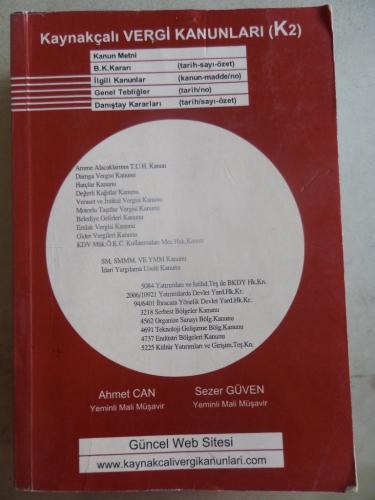 Kaynakçalı VERGİ KANUNLARI (K2)
Kanun Metni
B.K.Kararı (tarih-sayı-özet)
İlgili Kanunlar (kanun-madde/no)
Genel Tebliğler (tarih/no)
Danıştay Kararları (tarih/sayı-özet)
Amme Alacaklarının T.U.H. Kanun
Damga Vergisi Kanunu
Harçlar Kanunu
Değerli Kağıtlar Kanunu
Veraset ve İntikal Vergisi Kanunu
Motorlu Taşıtlar Vergisi Kanunu
Belediye Gelirleri Kanunu
Emlak Vergisi Kanunu
Gider Vergileri Kanunu
KDV Mük.Ö.K.C. Kullanmaları Mec.Hak.Kanun
SM, SMMM, VE YMM Kanunu
İdari Yargılama Usulü Kanunu
5084 Yatırımları ve İstihd.Teş.ile BKDY Hk.Kn.
2006/10921 Yatırımlarda Devlet Yard.Hk.Kr.
94/6401 İhracata Yönelik Devlet Yard.Hk.Kr.
3218 Serbest Bölgeler Kanunu
4562 Organize Sanayi Bölg.Kanunu
4691 Teknoloji Gelişirme Bölg.Kanunu
4737 Endüstri Bölgeleri Kanunu
5225 Kültür Yatırımları ve Girişim.Teş.Kn.
Ahmet CAN Sezer GÜVEN
Yeminli Mali Müşavir Yeminli Mali Müşavir
Güncel Web Sitesi
www.kaynakcalivergikanunlari.com